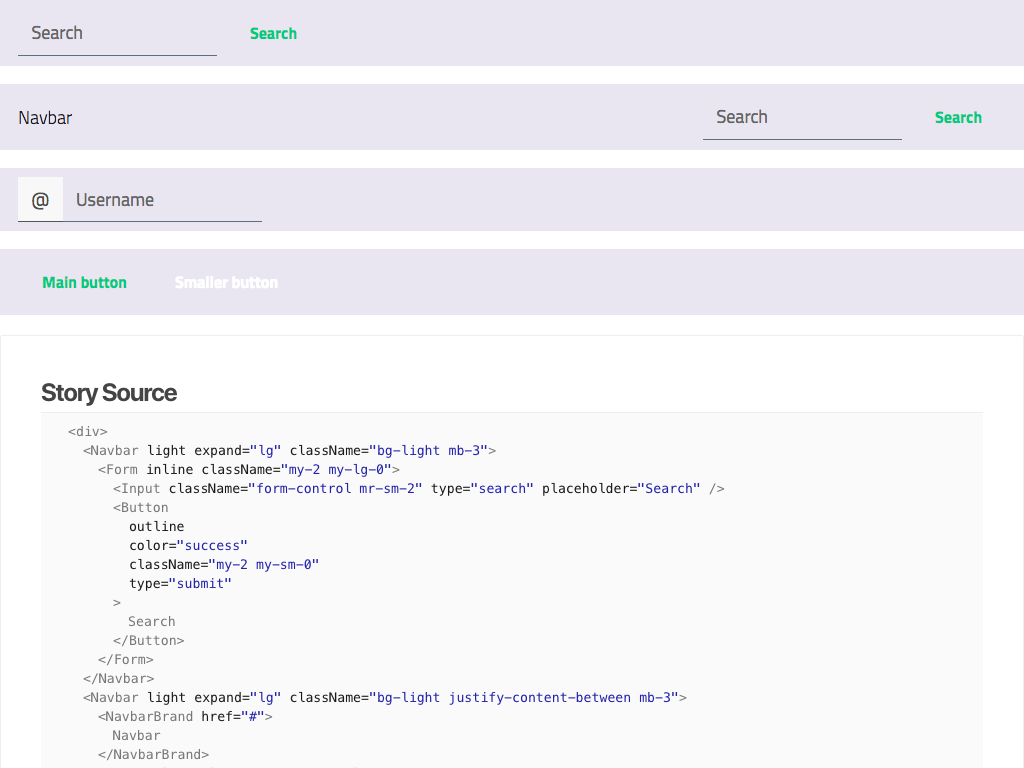 Search Search
Navbar Search Search
@ Username
Main button Smaller button
Story Source
<div>
<Navbar light expand="lg" className="bg-light mb-3">
<Form inline className="my-2 my-lg-0">
<Input className="form-control mr-sm-2" type="search" placeholder="Search" />
<Button
outline
color="success"
className="my-2 my-sm-0"
type="submit"
>
Search
</Button>
</Form>
</Navbar>
<Navbar light expand="lg" className="bg-light justify-content-between mb-3">
<NavbarBrand href="#">
Navbar
</NavbarBrand>